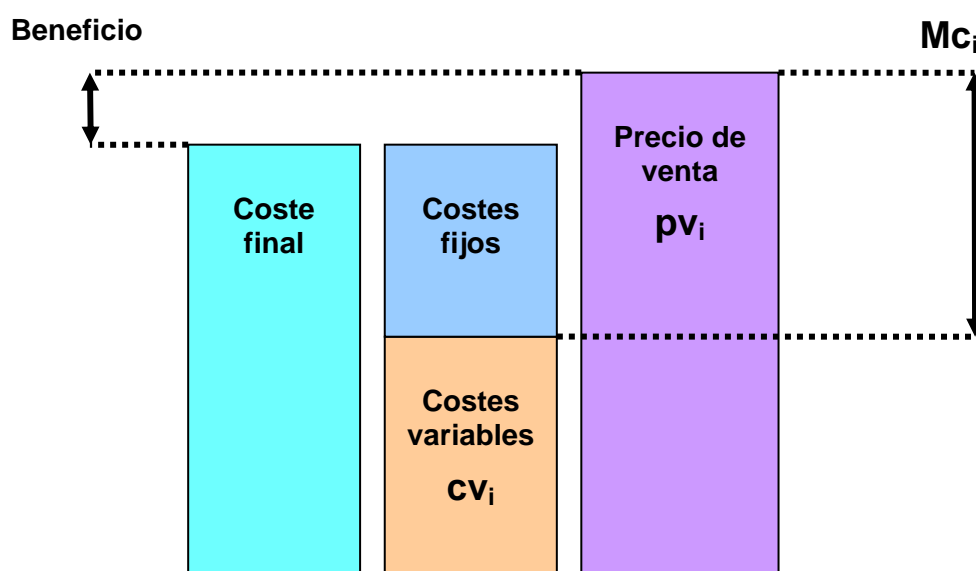 Beneficio
Mci
Precio de
venta
pvi
Coste
final
Costes
fijos
Costes
variables
cvi